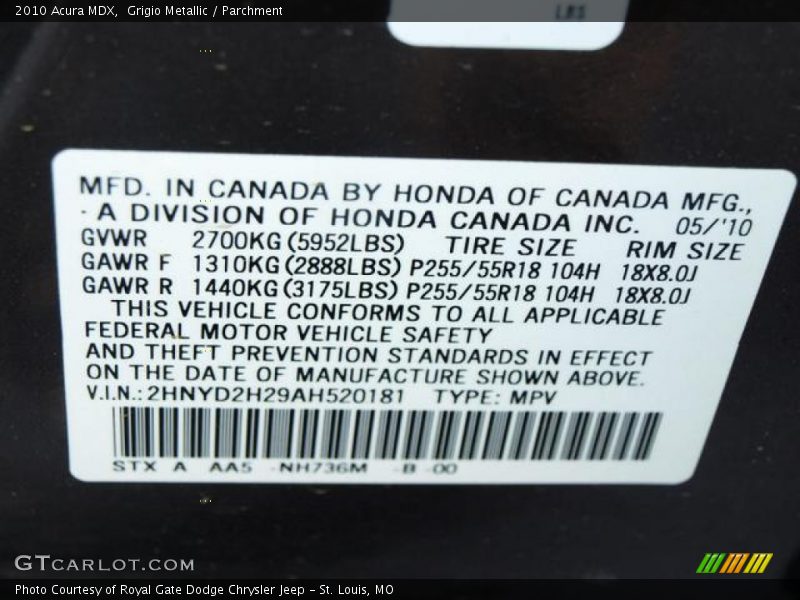 2010 Acura MDX, Grigio Metallic / Parchment
LBS
MFD. IN CANADA BY HONDA OF CANADA MFG.,
A DIVISION OF HONDA CANADA INC. 05/'10
GVWR 2700KG(5952LBS) TIRE SIZE RIM SIZE
GAWR F 1310KG(2888LBS) P255/55R18 104H 18X8.0J
GAWR R 1440KG(3175LBS) P255/55R18 104H 18X8.0J
THIS VEHICLE CONFORMS TO ALL APPLICABLE
FEDERAL MOTOR VEHICLE SAFETY
AND THEFT PREVENTION STANDARDS IN EFFECT
ON THE DATE OF MANUFACTURE SHOWN ABOVE.
V.I.N.: 2HNYD2H29AH520181 TYPE: MPV
STX A AA5 -NH736M -B -00
GTCARLOT.COM
Photo Courtesy of Royal Gate Dodge Chrysler Jeep - St. Louis, MO